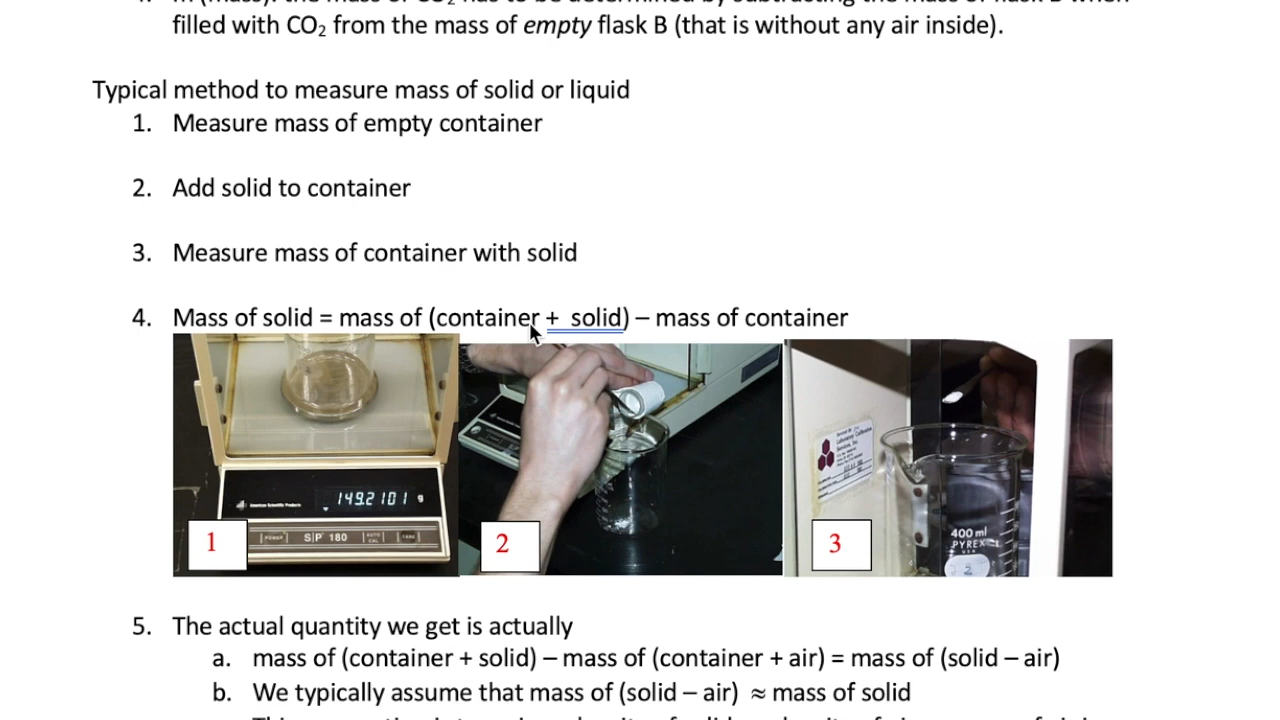 filled with CO₂ from the mass of empty flask B (that is without any air inside).
Typical method to measure mass of solid or liquid
1. Measure mass of empty container
2. Add solid to container
3. Measure mass of container with solid
4. Mass of solid = mass of (container + solid) – mass of container
149.2101 g
S|P 180
1
2
3
400 ml
PYREX
5. The actual quantity we get is actually
a. mass of (container + solid) – mass of (container + air) = mass of (solid – air)
b. We typically assume that mass of (solid – air) ≈ mass of solid